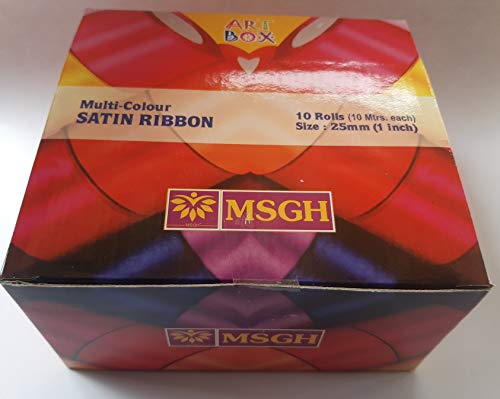 ART
BOX
Multi-Colour
SATIN RIBBON
10 Rolls (10 Mtrs. each)
Size : 25mm (1 inch)
MSGH
MSGH